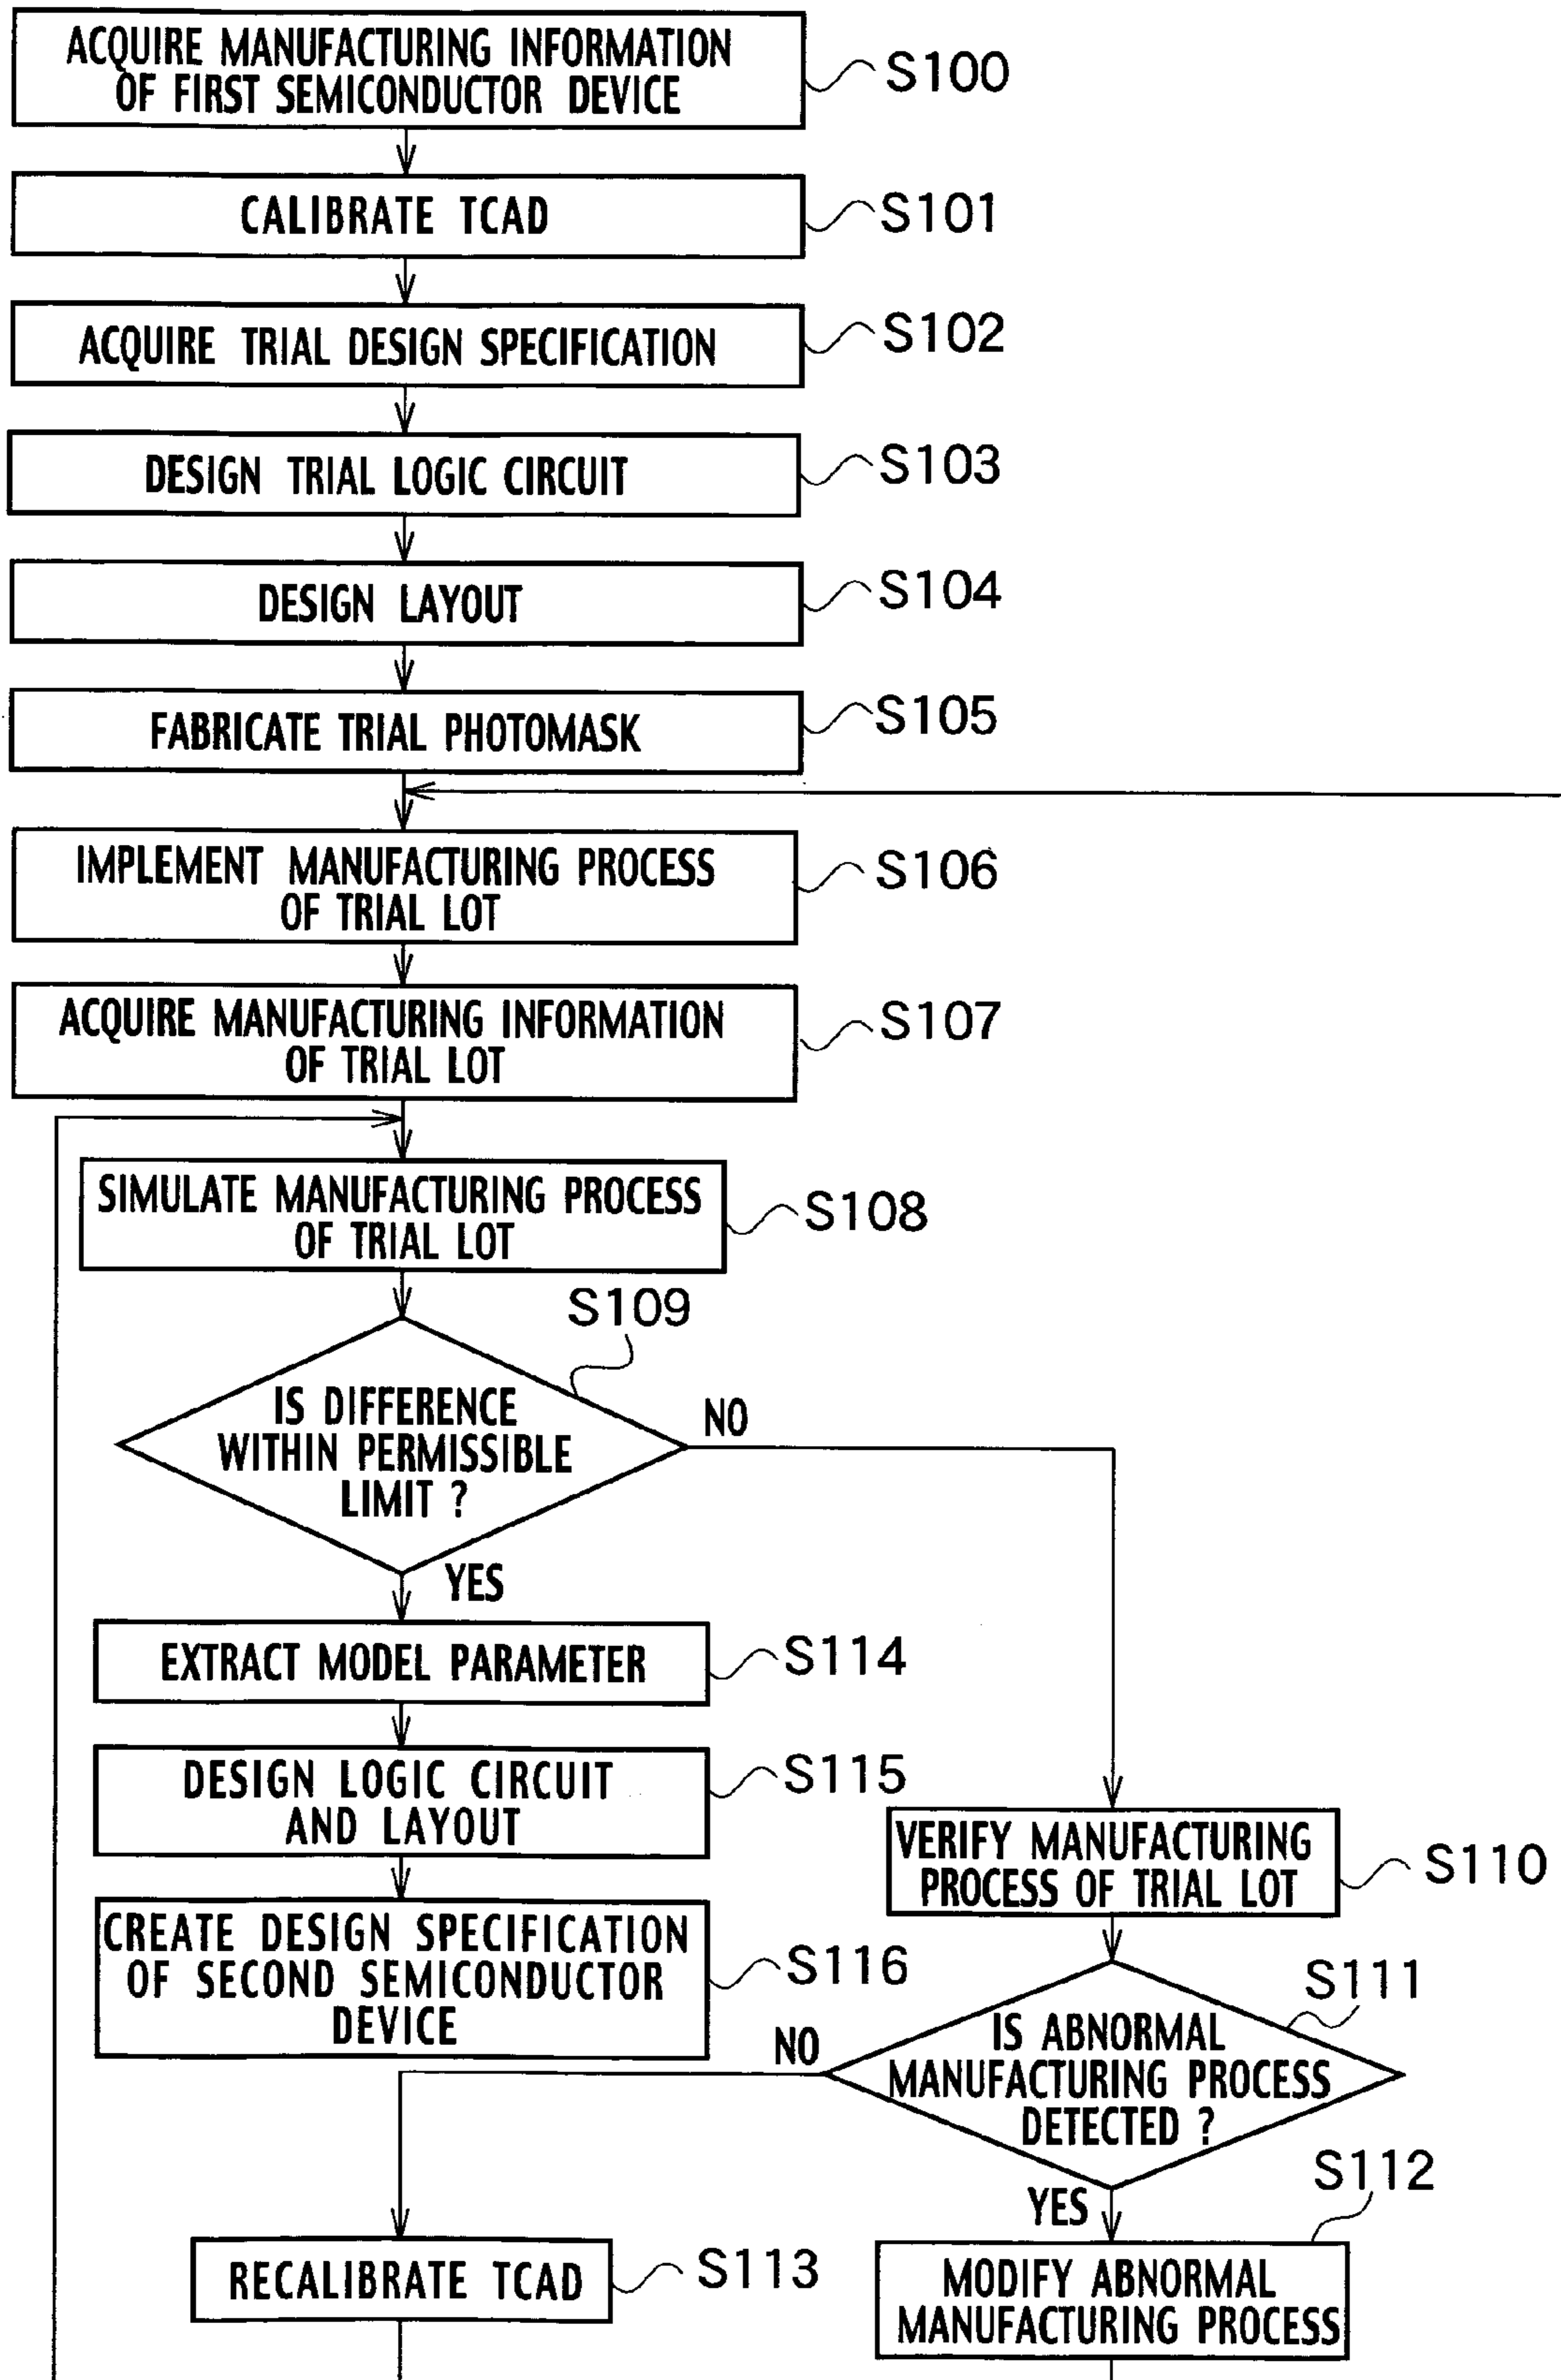 ACQUIRE MANUFACTURING INFORMATION
OF FIRST SEMICONDUCTOR DEVICE
S100
CALIBRATE TCAD
S101
ACQUIRE TRIAL DESIGN SPECIFICATION
S102
DESIGN TRIAL LOGIC CIRCUIT
S103
DESIGN LAYOUT
S104
FABRICATE TRIAL PHOTOMASK
S105
IMPLEMENT MANUFACTURING PROCESS
OF TRIAL LOT
S106
ACQUIRE MANUFACTURING INFORMATION
OF TRIAL LOT
S107
SIMULATE MANUFACTURING PROCESS
OF TRIAL LOT
S108
S109
IS DIFFERENCE
WITHIN PERMISSIBLE
LIMIT ?
NO
YES
EXTRACT MODEL PARAMETER
S114
DESIGN LOGIC CIRCUIT
AND LAYOUT
S115
CREATE DESIGN SPECIFICATION
OF SECOND SEMICONDUCTOR
DEVICE
S116
VERIFY MANUFACTURING
PROCESS OF TRIAL LOT
S110
S111
IS ABNORMAL
MANUFACTURING PROCESS
DETECTED ?
NO
YES
S112
RECALIBRATE TCAD
S113
MODIFY ABNORMAL
MANUFACTURING PROCESS